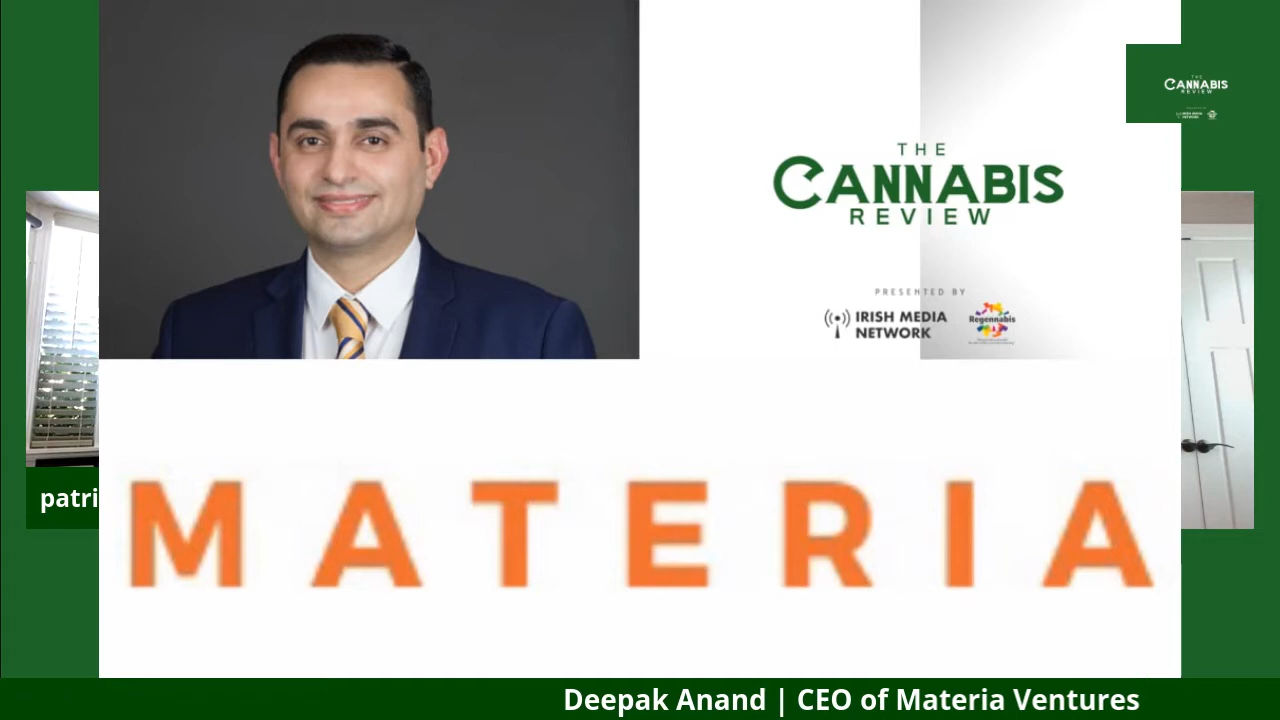 THE
CANNABIS
REVIEW
PRESENTED BY
IRISH MEDIA
NETWORK
Regennabis
THE
CANNABIS
REVIEW
patri
MATERIA
Deepak Anand | CEO of Materia Ventures